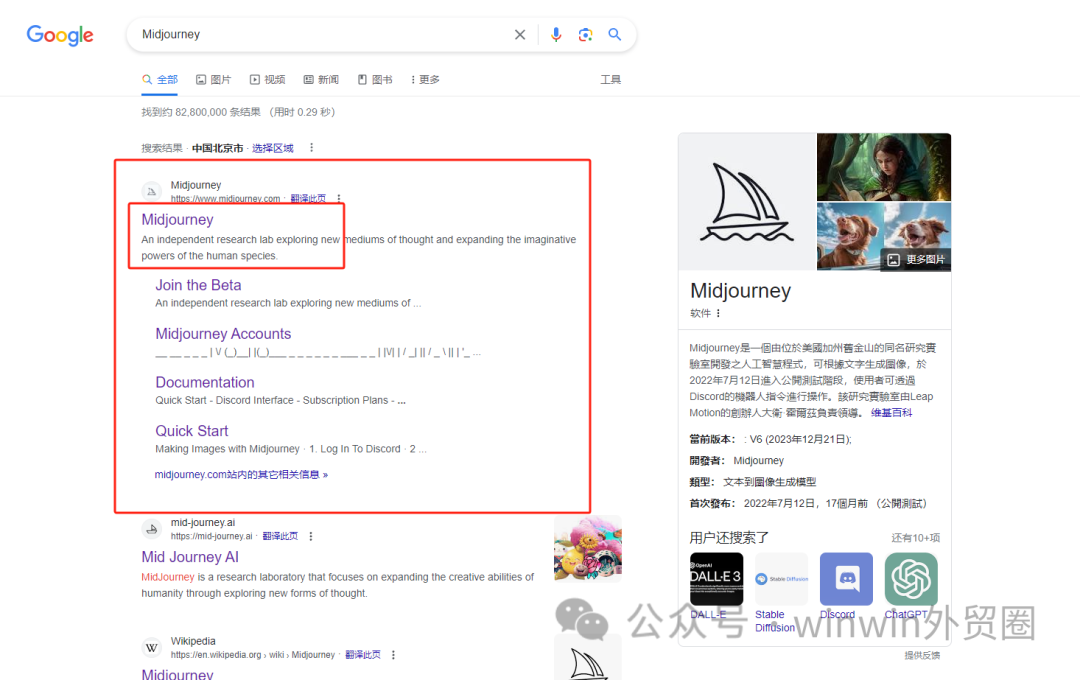 Google
Midjourney
全部 图片 视频 新闻 图书 更多 工具
找到约 82,800,000 条结果 （用时 0.29 秒）
搜索结果 · 中国北京市 · 选择区域
Midjourney
https://www.midjourney.com · 翻译此页
Midjourney
An independent research lab exploring new mediums of thought and expanding the imaginative
powers of the human species.
Join the Beta
An independent research lab exploring new mediums of ...
Midjourney Accounts
Documentation
Quick Start - Discord Interface - Subscription Plans - ...
Quick Start
Making Images with Midjourney · 1. Log In To Discord · 2 ...
midjourney.com站内的其它相关信息 »
mid-journey.ai
https://mid-journey.ai · 翻译此页
Mid Journey AI
MidJourney is a research laboratory that focuses on expanding the creative abilities of
humanity through exploring new forms of thought.
W
Wikipedia
https://en.wikipedia.org › wiki › Midjourney · 翻译此页
Midjourney
更多图片
Midjourney
软件
Midjourney是一個由位於美國加州舊金山的同名研究實
驗室開發之人工智慧程式，可根據文字生成圖像，於
2022年7月12日進入公開測試階段，使用者可透過
Discord的機器人指令進行操作。該研究實驗室由Leap
Motion的創辦人大衛·霍爾茲負責領導。 维基百科
當前版本： : V6 (2023年12月21日);
開發者： Midjourney
類型： 文本到圖像生成模型
首次發布： 2022年7月12日，17個月前 （公開測試）
用户还搜索了 还有10+项
OpenAI
DALL·E 3
Stable Diffusion
DALL-E
Stable
Diffusion
Discord
ChatGPT
公众号 · winwin外贸圈
提供反馈